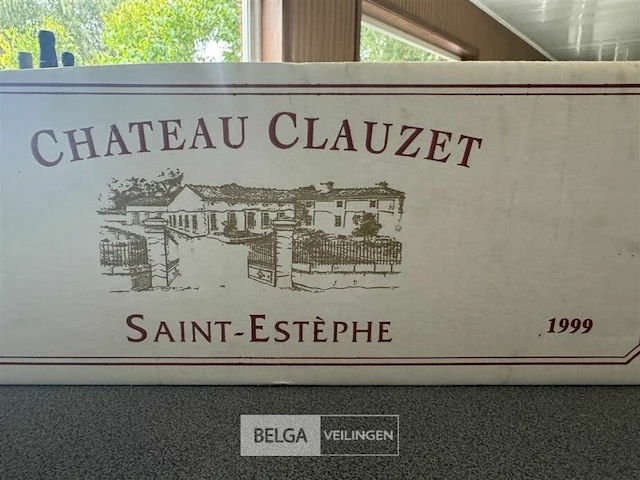 CHATEAU CLAUZET
SAINT-ESTÈPHE
1999
BELGA VEILINGEN